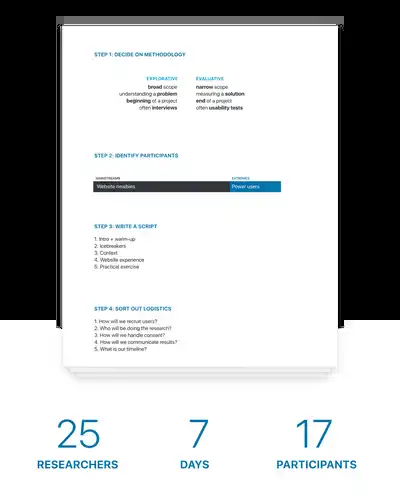 STEP 1: DECIDE ON METHODOLOGY
EXPLORATIVE
broad scope
understanding a problem
beginning of a project
often interviews
EVALUATIVE
narrow scope
measuring a solution
end of a project
often usability tests
STEP 2: IDENTIFY PARTICIPANTS
MAINSTREAM
EXTREMES
Website newbies
Power users
STEP 3: WRITE A SCRIPT
1. Intro + warm-up
2. Icebreakers
3. Context
4. Website experience
5. Practical exercise
STEP 4: SORT OUT LOGISTICS
1. How will we recruit users?
2. Who will be doing the research?
3. How will we handle consent?
4. How will we communicate results?
5. What is our timeline?
25
RESEARCHERS
7
DAYS
17
PARTICIPANTS